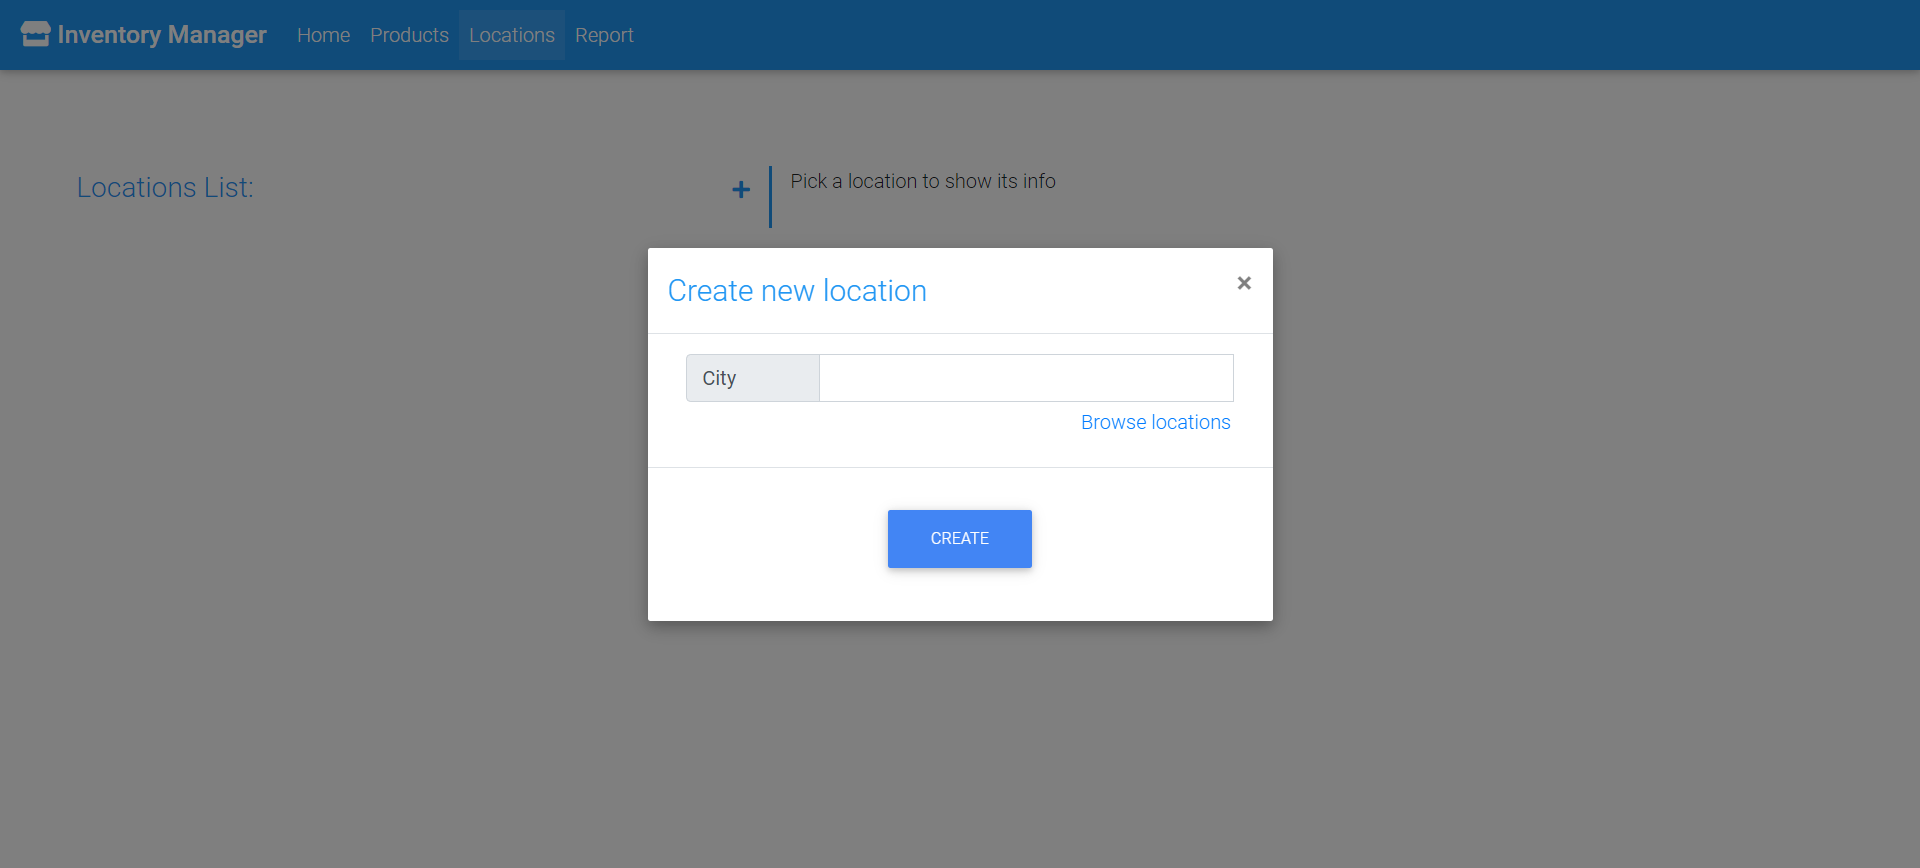 Inventory Manager Home Products Locations Report
Locations List:
Pick a location to show its info
Create new location ×
City
Browse locations
CREATE